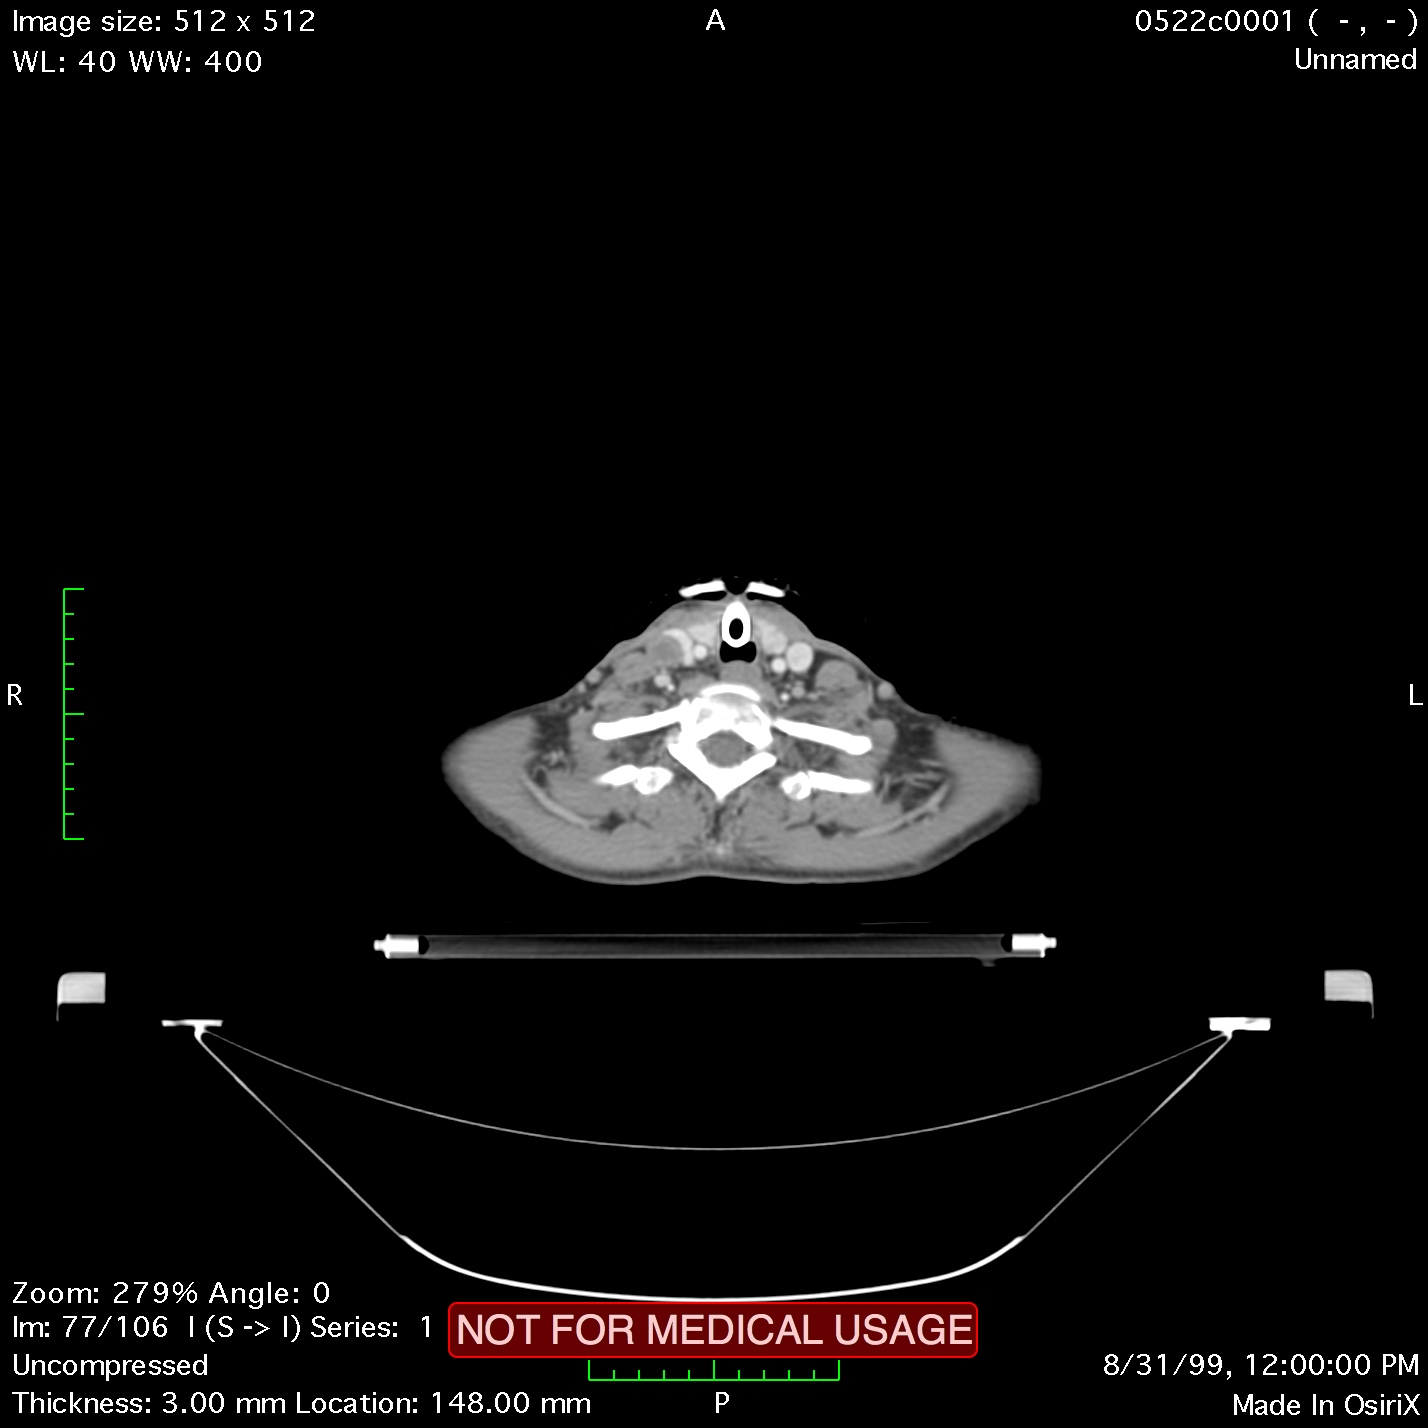 Image size: 512 x 512
WL: 40 WW: 400
A
0522c0001 ( - , - )
Unnamed
R
L
Zoom: 279% Angle: 0
Im: 77/106 I (S -> I) Series: 1
Uncompressed
Thickness: 3.00 mm Location: 148.00 mm
NOT FOR MEDICAL USAGE
P
8/31/99, 12:00:00 PM
Made In OsiriX